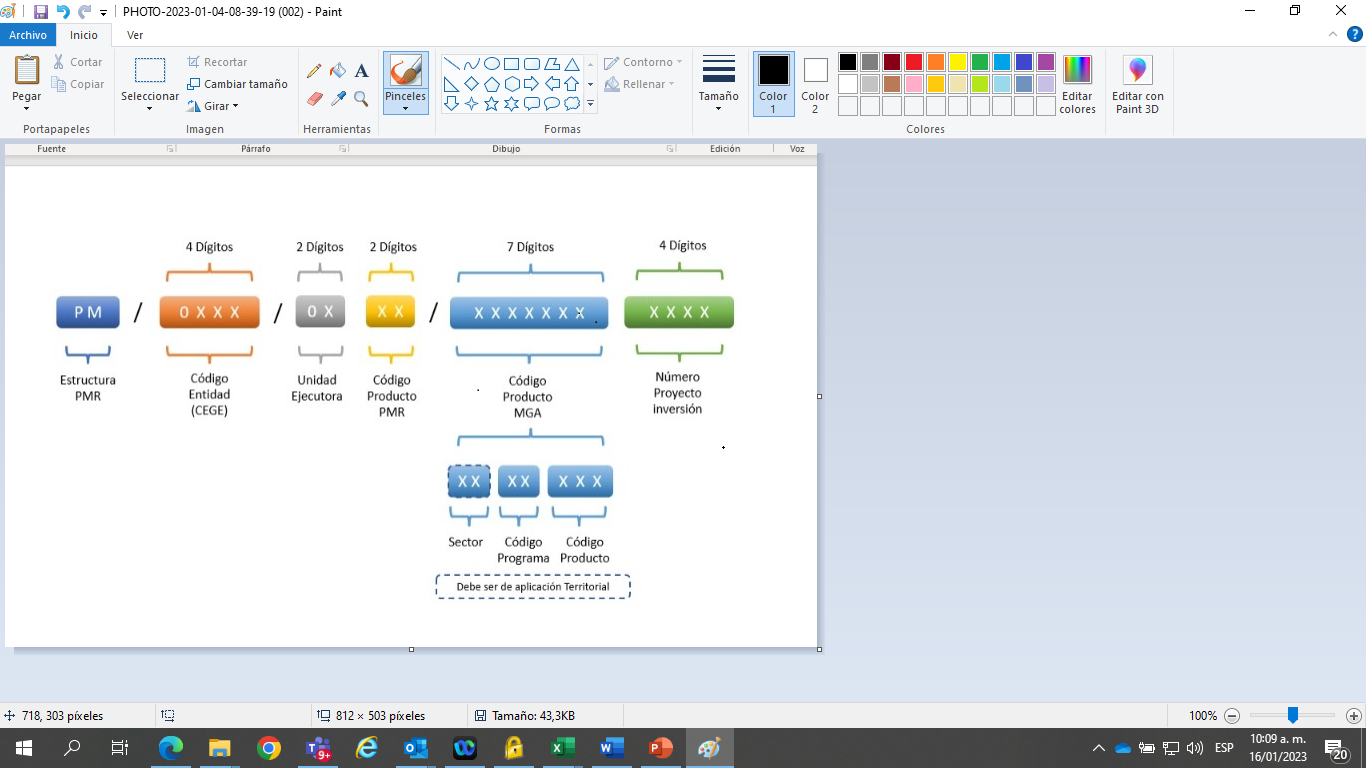 PHOTO-2023-01-04-08-39-19 (002) - Paint
Archivo
Inicio
Ver
Pegar
Cortar
Copiar
Portapapeles
Seleccionar
Recortar
Cambiar tamaño
Girar
Imagen
A
Herramientas
Pinceles
Contorno
Rellenar
Formas
Tamaño
Color
1
Color
2
Editar
colores
Colores
Editar con
Paint 3D
Fuente Párrafo Dibujo Edición Voz
4 Dígitos 2 Dígitos 2 Dígitos 7 Dígitos 4 Dígitos
P M / 0 X X X / 0 X X X / X X X X X X X X X X X
Estructura
PMR
Código
Entidad
(CEGE)
Unidad
Ejecutora
Código
Producto
PMR
Código
Producto
MGA
Número
Proyecto
inversión
X X X X X X X
Sector
Código
Programa
Código
Producto
Debe ser de aplicación Territorial
718, 303 píxeles
812 × 503 píxeles
Tamaño: 43,3KB
100%
9+
ESP
10:09 a. m.
16/01/2023
20